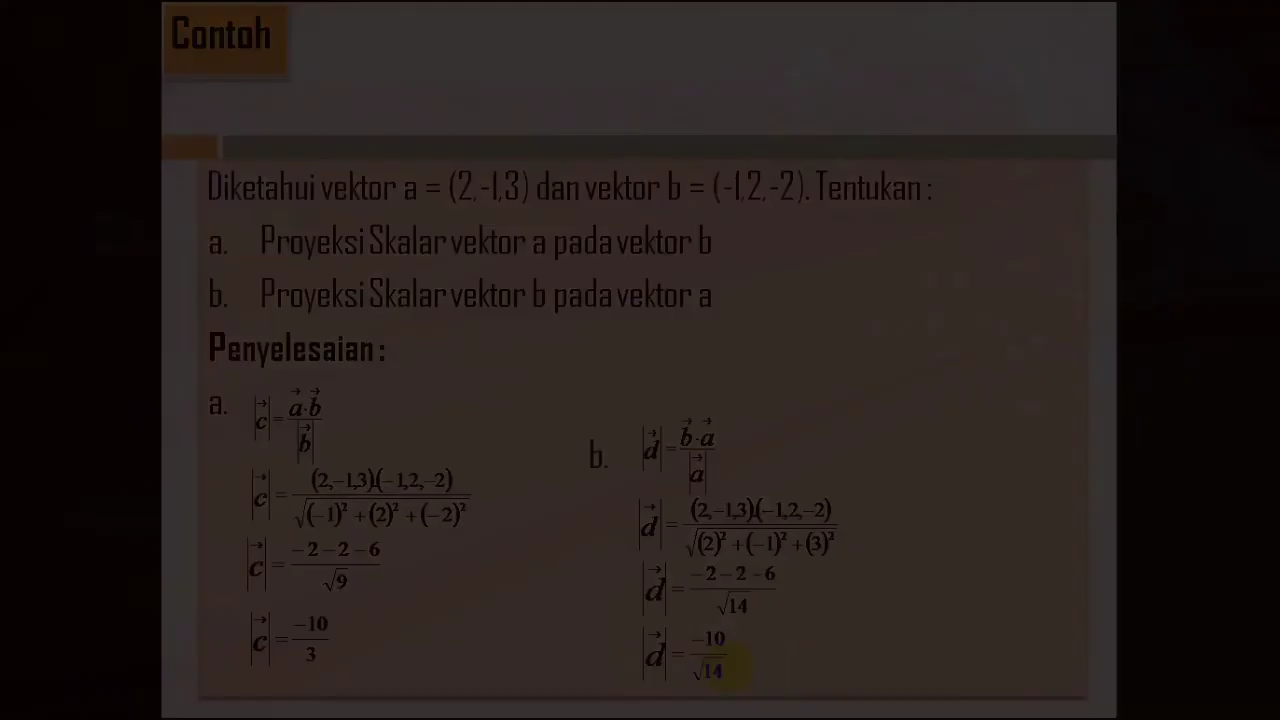 Contoh
Diketahui vektor a = (2,-1,3) dan vektor b = (-1,2,-2). Tentukan :
a. Proyeksi Skalar vektor a pada vektor b
b. Proyeksi Skalar vektor b pada vektor a
Penyelesaian :
a. |c⃗| = (a⃗·b⃗)/|b⃗|
|c⃗| = (2,−1,3).(−1,2,−2)/√((−1)²+(2)²+(−2)²)
|c⃗| = (−2−2−6)/√9
|c⃗| = −10/3
b. |d⃗| = (b⃗·a⃗)/|a⃗|
|d⃗| = (2,−1,3).(−1,2,−2)/√((2)²+(−1)²+(3)²)
|d⃗| = (−2−2−6)/√14
|d⃗| = −10/√14